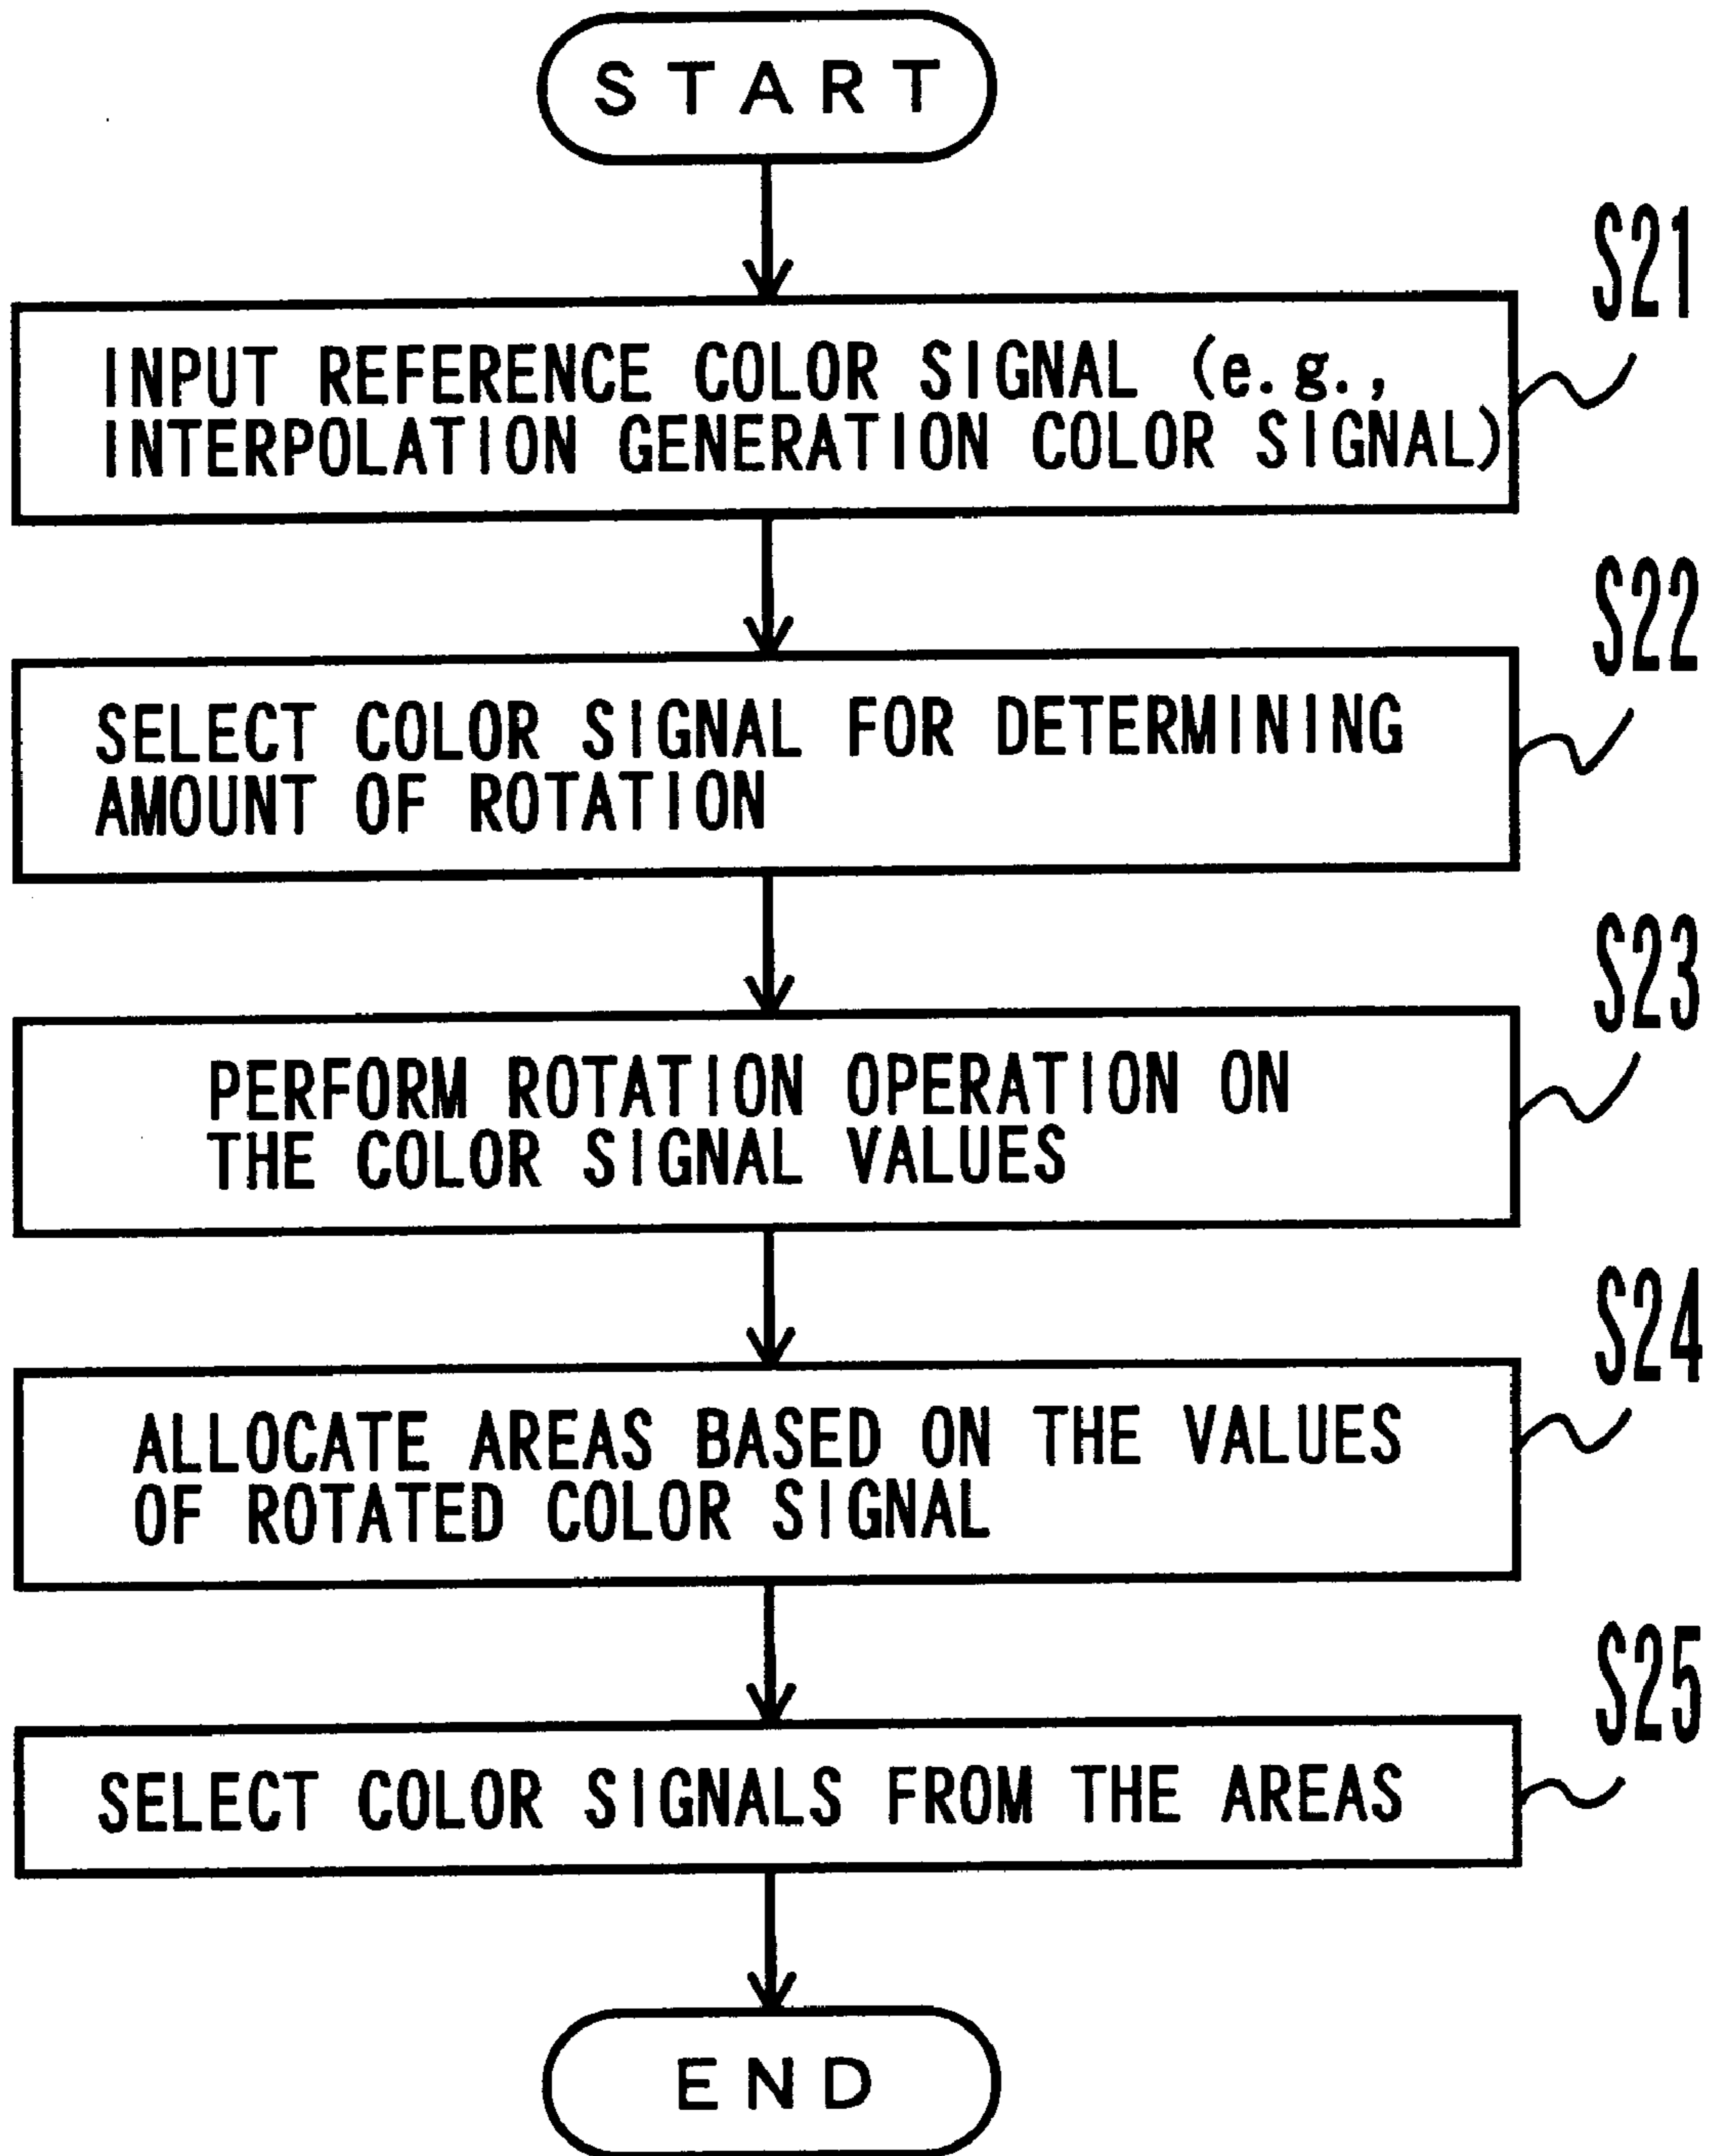 START
S21
INPUT REFERENCE COLOR SIGNAL (e.g.,
INTERPOLATION GENERATION COLOR SIGNAL)
S22
SELECT COLOR SIGNAL FOR DETERMINING
AMOUNT OF ROTATION
S23
PERFORM ROTATION OPERATION ON
THE COLOR SIGNAL VALUES
S24
ALLOCATE AREAS BASED ON THE VALUES
OF ROTATED COLOR SIGNAL
S25
SELECT COLOR SIGNALS FROM THE AREAS
END